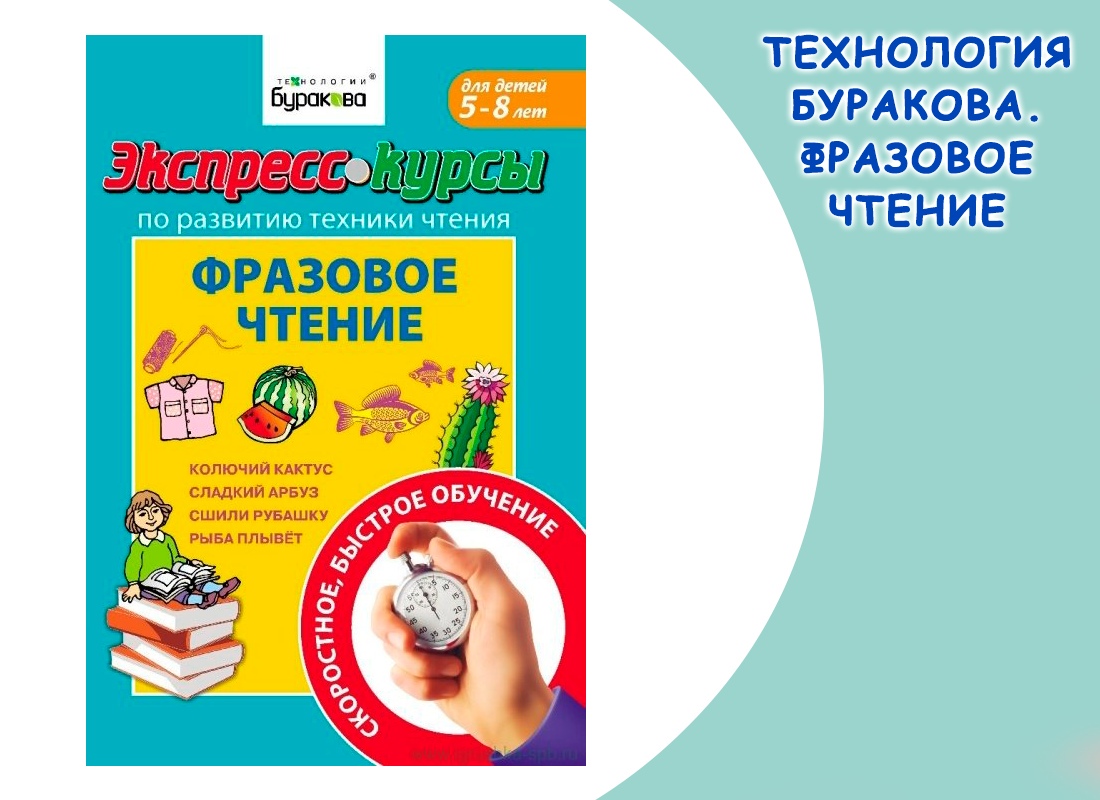 ТЕХНОЛОГИЯ
БУРАКОВА.
ФРАЗОВОЕ
ЧТЕНИЕ
ТЕХНОЛОГИИ®
буракова
для детей
5-8 лет
Экспресс•курсы
по развитию техники чтения
ФРАЗОВОЕ
ЧТЕНИЕ
КОЛЮЧИЙ КАКТУС
СЛАДКИЙ АРБУЗ
СШИЛИ РУБАШКУ
РЫБА ПЛЫВЁТ
СКОРОСТНОЕ, БЫСТРОЕ ОБУЧЕНИЕ